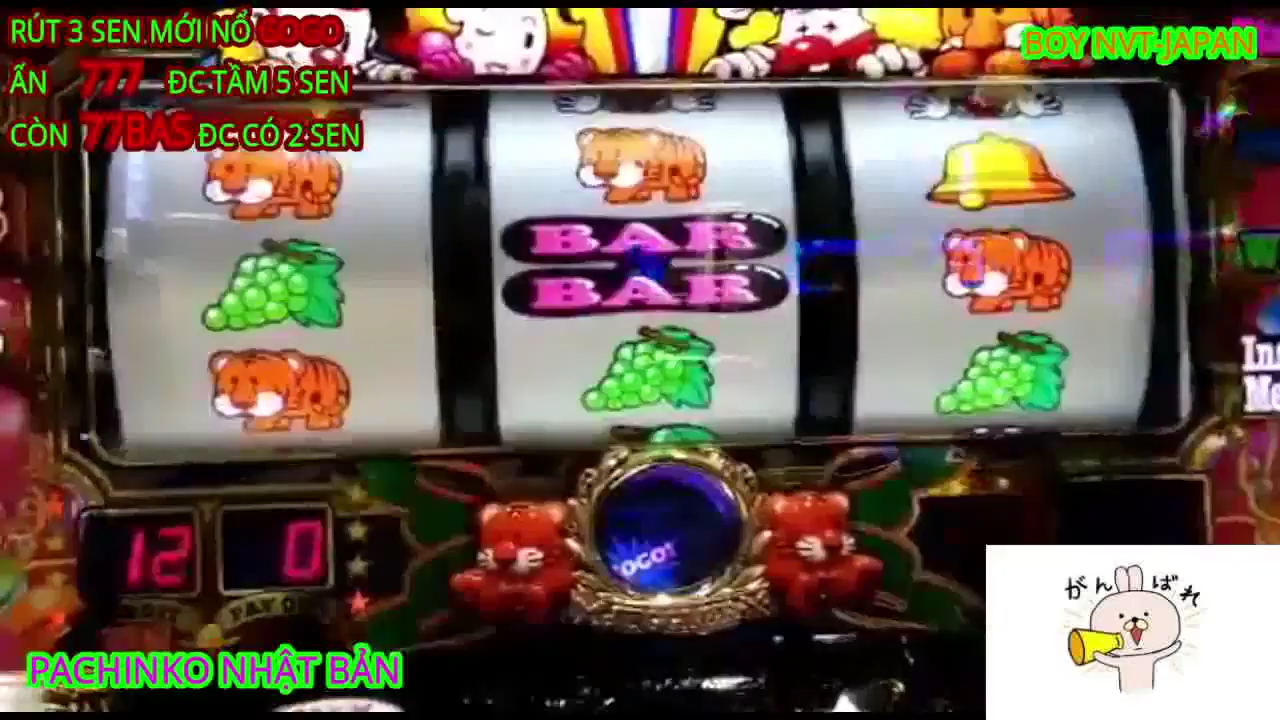 RÚT 3 SEN MỚI NỔ GOGO
BOY NVT-JAPAN
ẤN 777 ĐC TẦM 5 SEN
CÒN 77BAS ĐC CÓ 2 SEN
BAR
BAR
12 0
PACHINKO NHẬT BẢN
がんばれ